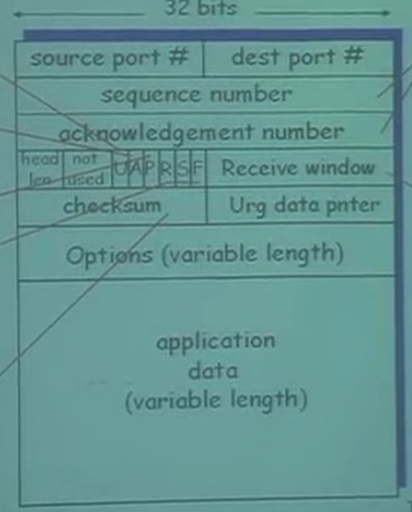 32 bits
source port # dest port #
sequence number
acknowledgement number
head len not used U A P R S F Receive window
checksum Urg data pnter
Options (variable length)
application
data
(variable length)